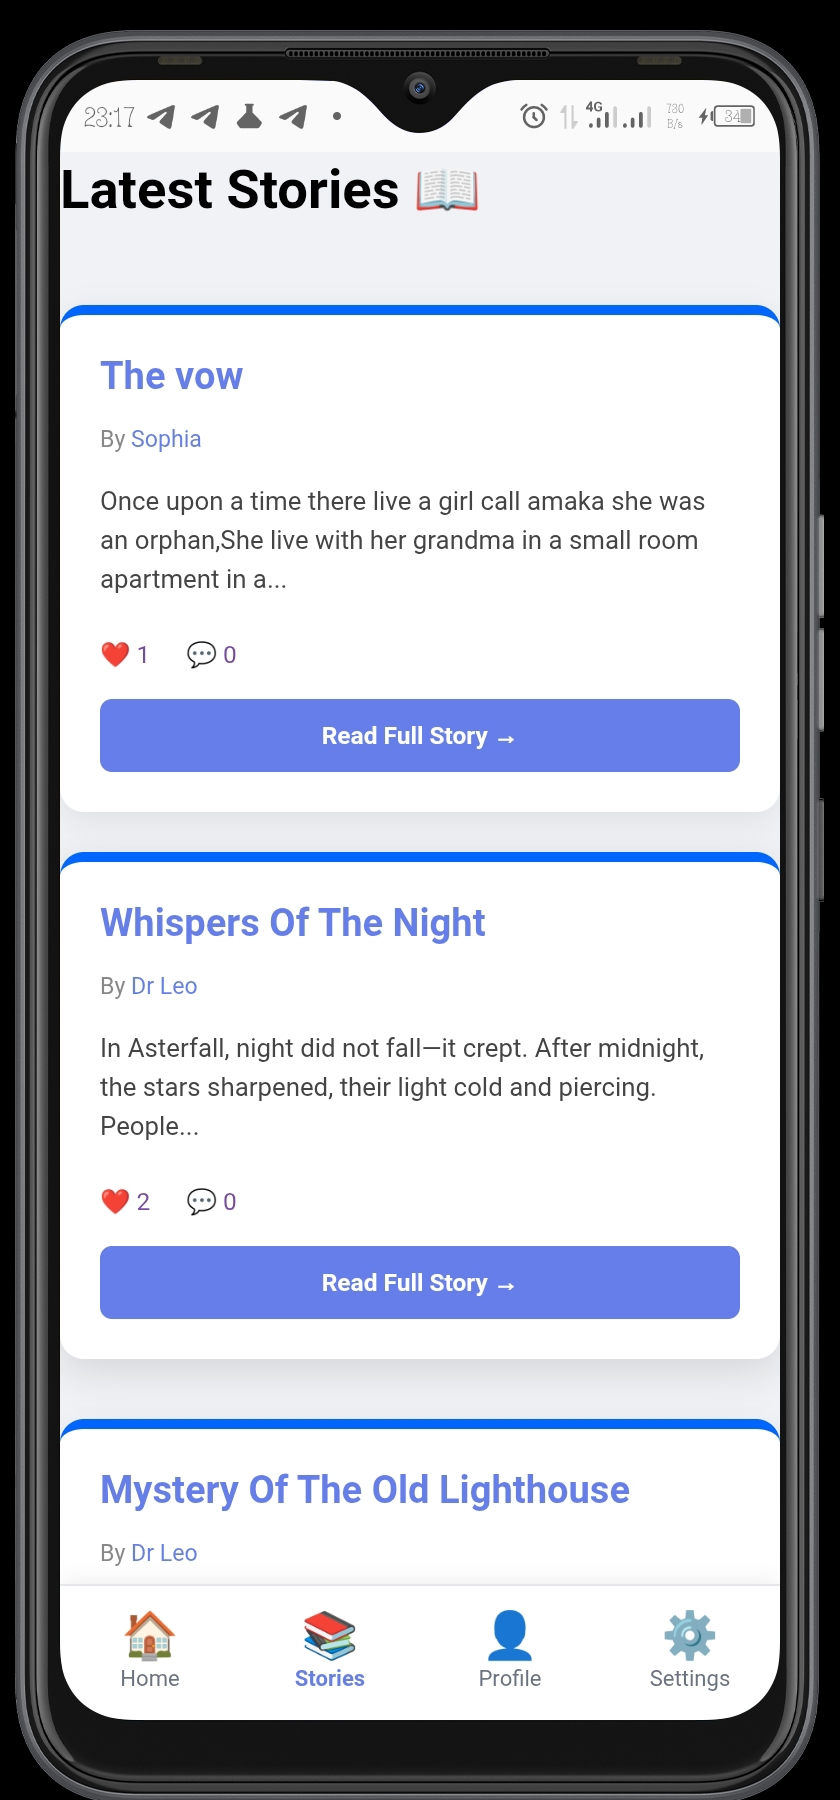 23:17
4G
730
B/s
34
Latest Stories 📖
The vow
By Sophia
Once upon a time there live a girl call amaka she was
an orphan,She live with her grandma in a small room
apartment in a...
❤️ 1 💬 0
Read Full Story →
Whispers Of The Night
By Dr Leo
In Asterfall, night did not fall—it crept. After midnight,
the stars sharpened, their light cold and piercing.
People...
❤️ 2 💬 0
Read Full Story →
Mystery Of The Old Lighthouse
By Dr Leo
Home Stories Profile Settings